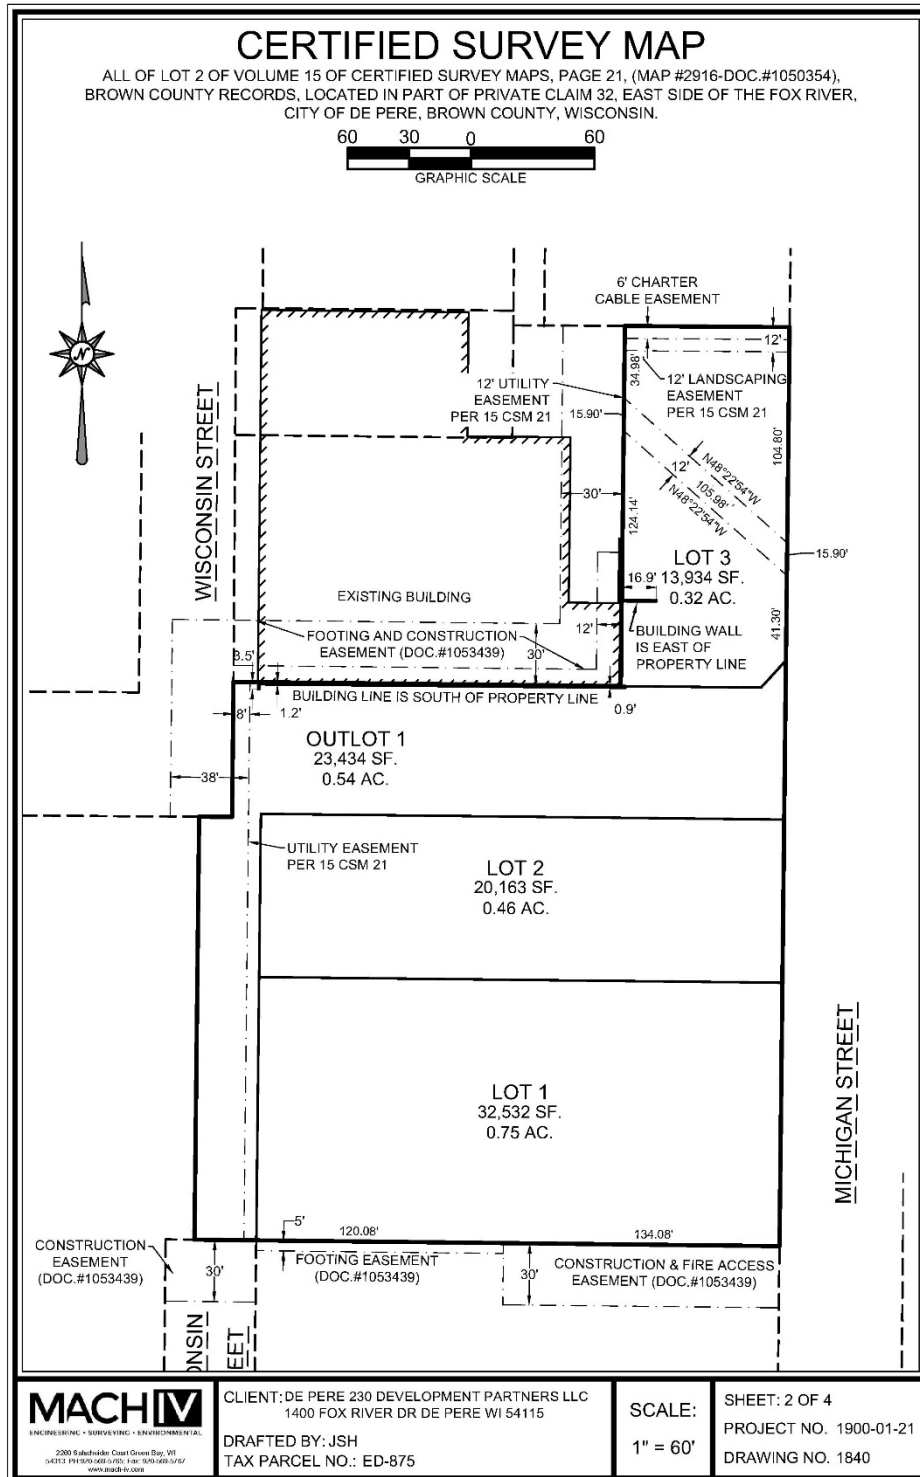 CERTIFIED SURVEY MAP
ALL OF LOT 2 OF VOLUME 15 OF CERTIFIED SURVEY MAPS, PAGE 21, (MAP #2916-DOC.#1050354),
BROWN COUNTY RECORDS, LOCATED IN PART OF PRIVATE CLAIM 32, EAST SIDE OF THE FOX RIVER,
CITY OF DE PERE, BROWN COUNTY, WISCONSIN.
60 30 0 60
GRAPHIC SCALE
6' CHARTER
CABLE EASEMENT
N
12'
34.98'
12' UTILITY
EASEMENT
PER 15 CSM 21
12' LANDSCAPING
EASEMENT
PER 15 CSM 21
15.90'
104.80'
WISCONSIN STREET
N48°22'54"W
12'
105.98'
N48°22'54"W
30'
124.14'
15.90'
LOT 3
13,934 SF.
0.32 AC.
16.9'
EXISTING BUILDING
41.30'
12'
BUILDING WALL
IS EAST OF
PROPERTY LINE
FOOTING AND CONSTRUCTION
EASEMENT (DOC.#1053439)
30'
BUILDING LINE IS SOUTH OF PROPERTY LINE
8'
1.2'
0.9'
OUTLOT 1
23,434 SF.
0.54 AC.
38'
UTILITY EASEMENT
PER 15 CSM 21
LOT 2
20,163 SF.
0.46 AC.
LOT 1
32,532 SF.
0.75 AC.
MICHIGAN STREET
5'
120.08'
134.08'
CONSTRUCTION
EASEMENT
(DOC.#1053439)
30'
FOOTING EASEMENT
(DOC.#1053439)
30'
CONSTRUCTION & FIRE ACCESS
EASEMENT (DOC.#1053439)
ONSIN
EET
MACH IV
ENGINEERING • SURVEYING • ENVIRONMENTAL
www.mach-iv.com
CLIENT: DE PERE 230 DEVELOPMENT PARTNERS LLC
1400 FOX RIVER DR DE PERE WI 54115
DRAFTED BY: JSH
TAX PARCEL NO.: ED-875
SCALE:
1" = 60'
SHEET: 2 OF 4
PROJECT NO. 1900-01-21
DRAWING NO. 1840